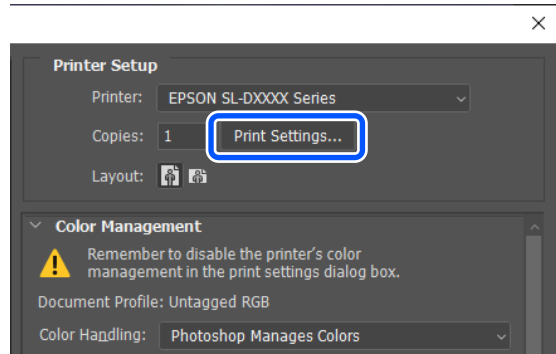 Printer Setup
Printer: EPSON SL-DXXXX Series
Copies: 1 Print Settings...
Layout:
Color Management
Remember to disable the printer's color
management in the print settings dialog box.
Document Profile: Untagged RGB
Color Handling: Photoshop Manages Colors